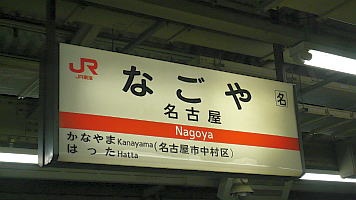 JR
JR東海
なごや
名
名古屋
Nagoya
かなやま Kanayama (名古屋市中村区)
はった Hatta